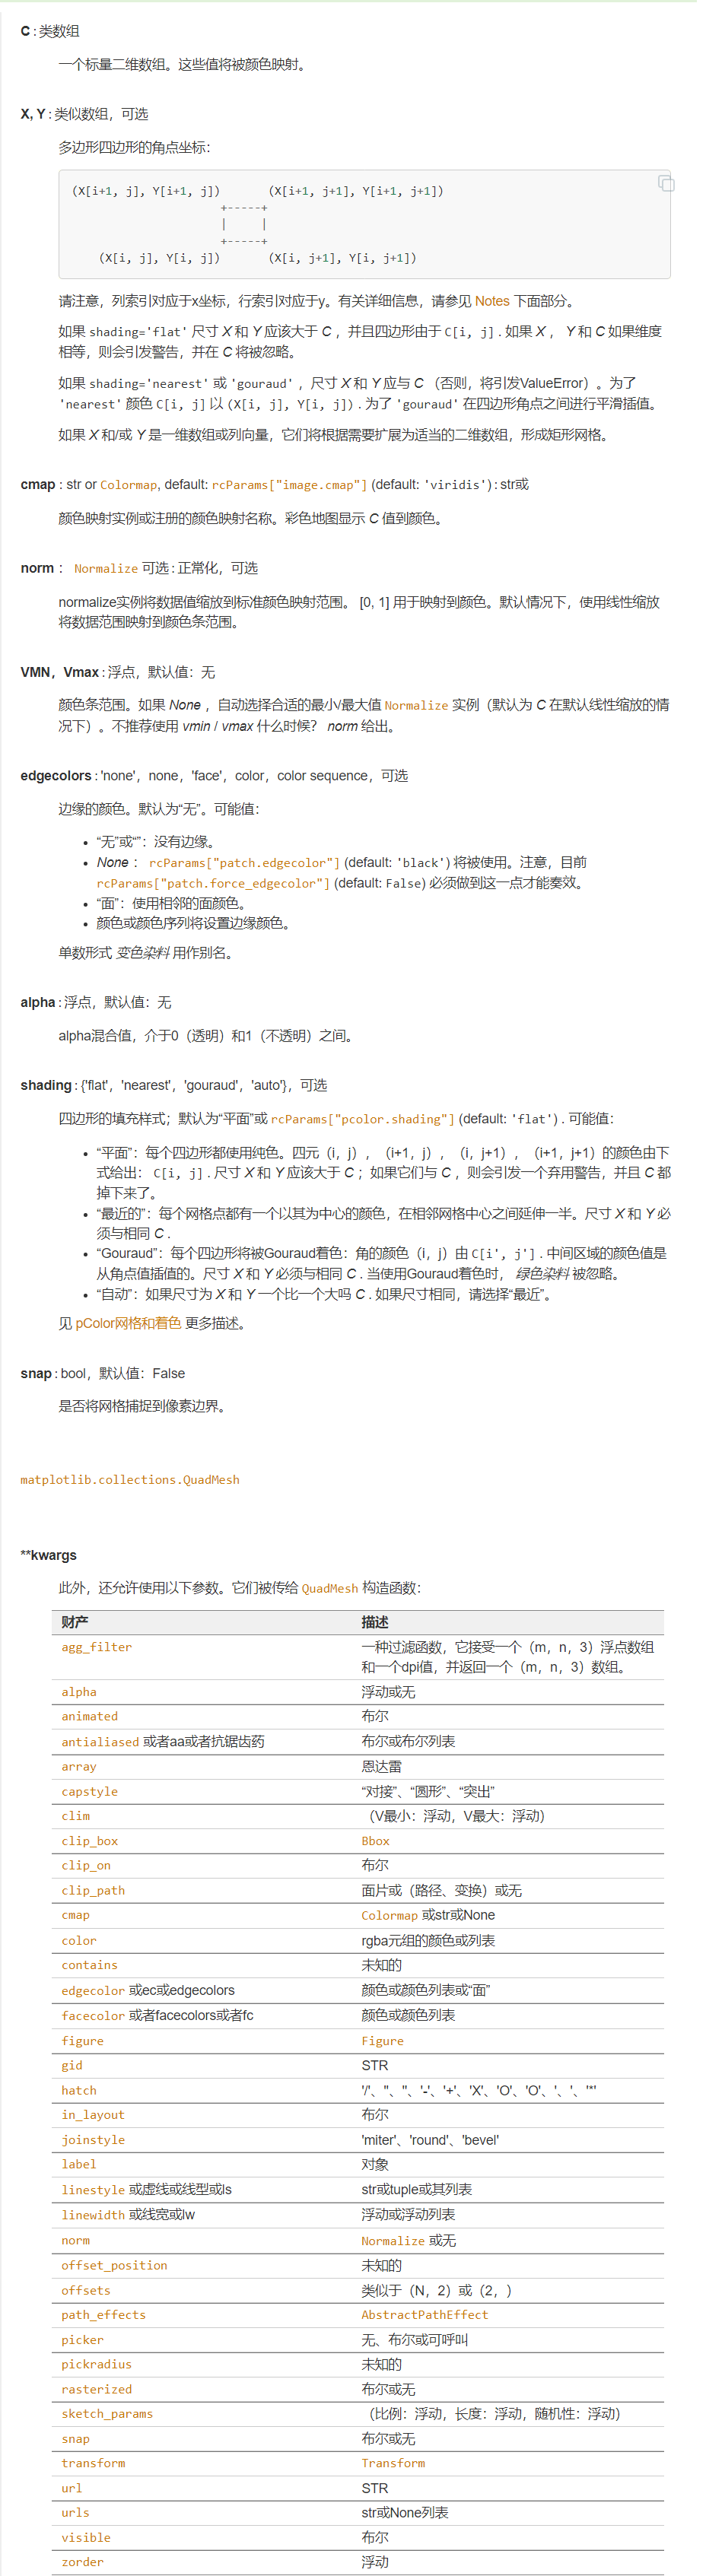 C : 类数组
一个标量二维数组。这些值将被颜色映射。
X, Y : 类似数组，可选
多边形四边形的角点坐标：
(X[i+1, j], Y[i+1, j])       (X[i+1, j+1], Y[i+1, j+1])
+-----+
|     |
+-----+
(X[i, j], Y[i, j])       (X[i, j+1], Y[i, j+1])
请注意，列索引对应于x坐标，行索引对应于y。有关详细信息，请参见 Notes 下面部分。
如果 shading='flat' 尺寸 X 和 Y 应该大于 C ，并且四边形由于 C[i, j] . 如果 X ， Y 和 C 如果维度
相等，则会引发警告，并在 C 将被忽略。
如果 shading='nearest' 或 'gouraud' ，尺寸 X 和 Y 应与 C （否则，将引发ValueError）。为了
'nearest' 颜色 C[i, j] 以 (X[i, j], Y[i, j]) . 为了 'gouraud' 在四边形角点之间进行平滑插值。
如果 X 和/或 Y 是一维数组或列向量，它们将根据需要扩展为适当的二维数组，形成矩形网格。
cmap : str or Colormap, default: rcParams["image.cmap"] (default: 'viridis') : str或
颜色映射实例或注册的颜色映射名称。彩色地图显示 C 值到颜色。
norm ： Normalize 可选 : 正常化，可选
normalize实例将数据值缩放到标准颜色映射范围。 [0, 1] 用于映射到颜色。默认情况下，使用线性缩放
将数据范围映射到颜色条范围。
VMN，Vmax : 浮点，默认值：无
颜色条范围。如果 None ，自动选择合适的最小/最大值 Normalize 实例（默认为 C 在默认线性缩放的情
况下）。不推荐使用 vmin / vmax 什么时候？ norm 给出。
edgecolors : 'none'，none，'face'，color，color sequence，可选
边缘的颜色。默认为“无”。可能值：
• “无”或“”：没有边缘。
• None ： rcParams["patch.edgecolor"] (default: 'black') 将被使用。注意，目前
rcParams["patch.force_edgecolor"] (default: False) 必须做到这一点才能奏效。
• “面”：使用相邻的面颜色。
• 颜色或颜色序列将设置边缘颜色。
单数形式 变色染料 用作别名。
alpha : 浮点，默认值：无
alpha混合值，介于0（透明）和1（不透明）之间。
shading : {'flat'，'nearest'，'gouraud'，'auto'}，可选
四边形的填充样式；默认为“平面”或 rcParams["pcolor.shading"] (default: 'flat') . 可能值：
• “平面”：每个四边形都使用纯色。四元（i，j），（i+1，j），（i，j+1），（i+1，j+1）的颜色由下
式给出： C[i, j] . 尺寸 X 和 Y 应该大于 C ；如果它们与 C ，则会引发一个弃用警告，并且 C 都
掉下来了。
• “最近的”：每个网格点都有一个以其为中心的颜色，在相邻网格中心之间延伸一半。尺寸 X 和 Y 必
须与相同 C .
• “Gouraud”：每个四边形将被Gouraud着色：角的颜色（i，j）由 C[i', j'] . 中间区域的颜色值是
从角点值插值的。尺寸 X 和 Y 必须与相同 C . 当使用Gouraud着色时， 绿色染料 被忽略。
• “自动”：如果尺寸为 X 和 Y 一个比一个大吗 C . 如果尺寸相同，请选择“最近”。
见 pColor网格和着色 更多描述。
snap : bool，默认值：False
是否将网格捕捉到像素边界。
matplotlib.collections.QuadMesh
**kwargs
此外，还允许使用以下参数。它们被传给 QuadMesh 构造函数：
财产 描述
agg_filter 一种过滤函数，它接受一个（m，n，3）浮点数组
和一个dpi值，并返回一个（m，n，3）数组。
alpha 浮动或无
animated 布尔
antialiased 或者aa或者抗锯齿药 布尔或布尔列表
array 恩达雷
capstyle “对接”、“圆形”、“突出”
clim （V最小：浮动，V最大：浮动）
clip_box Bbox
clip_on 布尔
clip_path 面片或（路径、变换）或无
cmap Colormap 或str或None
color rgba元组的颜色或列表
contains 未知的
edgecolor 或ec或edgecolors 颜色或颜色列表或“面”
facecolor 或者facecolors或者fc 颜色或颜色列表
figure Figure
gid STR
hatch '/'、''、''、'-'、'+'、'X'、'O'、'O'、'、'、'*'
in_layout 布尔
joinstyle 'miter'、'round'、'bevel'
label 对象
linestyle 或虚线或线型或ls str或tuple或其列表
linewidth 或线宽或lw 浮动或浮动列表
norm Normalize 或无
offset_position 未知的
offsets 类似于（N，2）或（2，）
path_effects AbstractPathEffect
picker 无、布尔或可呼叫
pickradius 未知的
rasterized 布尔或无
sketch_params （比例：浮动，长度：浮动，随机性：浮动）
snap 布尔或无
transform Transform
url STR
urls str或None列表
visible 布尔
zorder 浮动